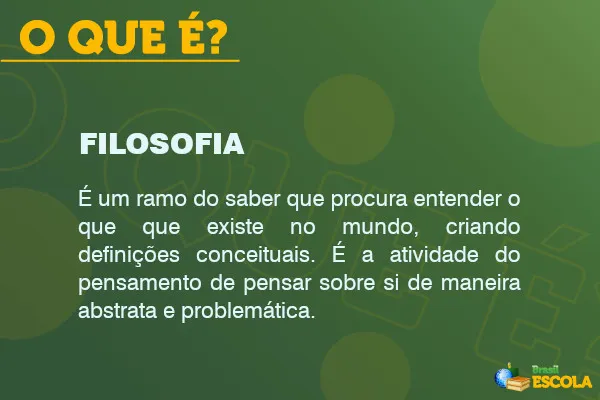 O QUE É?
FILOSOFIA
É um ramo do saber que procura entender o
que que existe no mundo, criando
definições conceituais. É a atividade do
pensamento de pensar sobre si de maneira
abstrata e problemática.
Brasil
ESCOLA